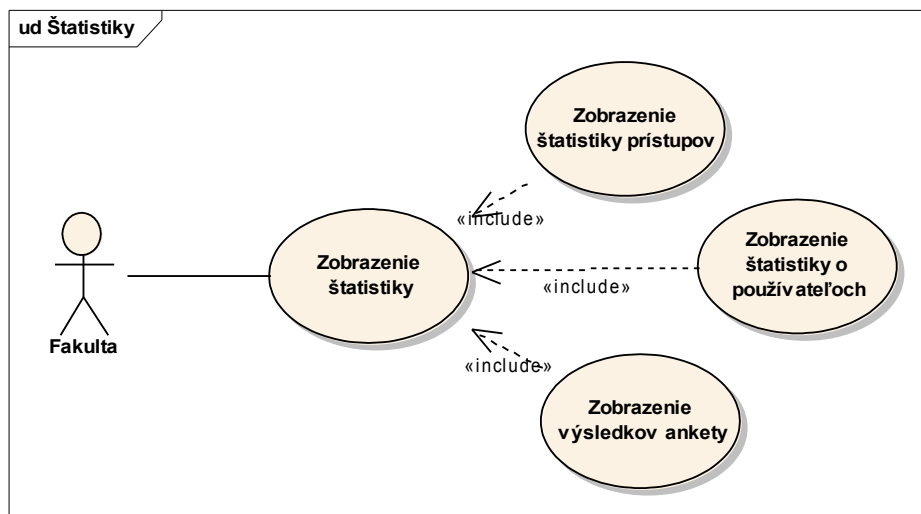 ud Štatistiky
Zobrazenie
štatistiky prístupov
«include»
Zobrazenie
štatistiky
Zobrazenie
štatistiky o
používateľoch
«include»
Fakulta
«include»
Zobrazenie
výsledkov ankety